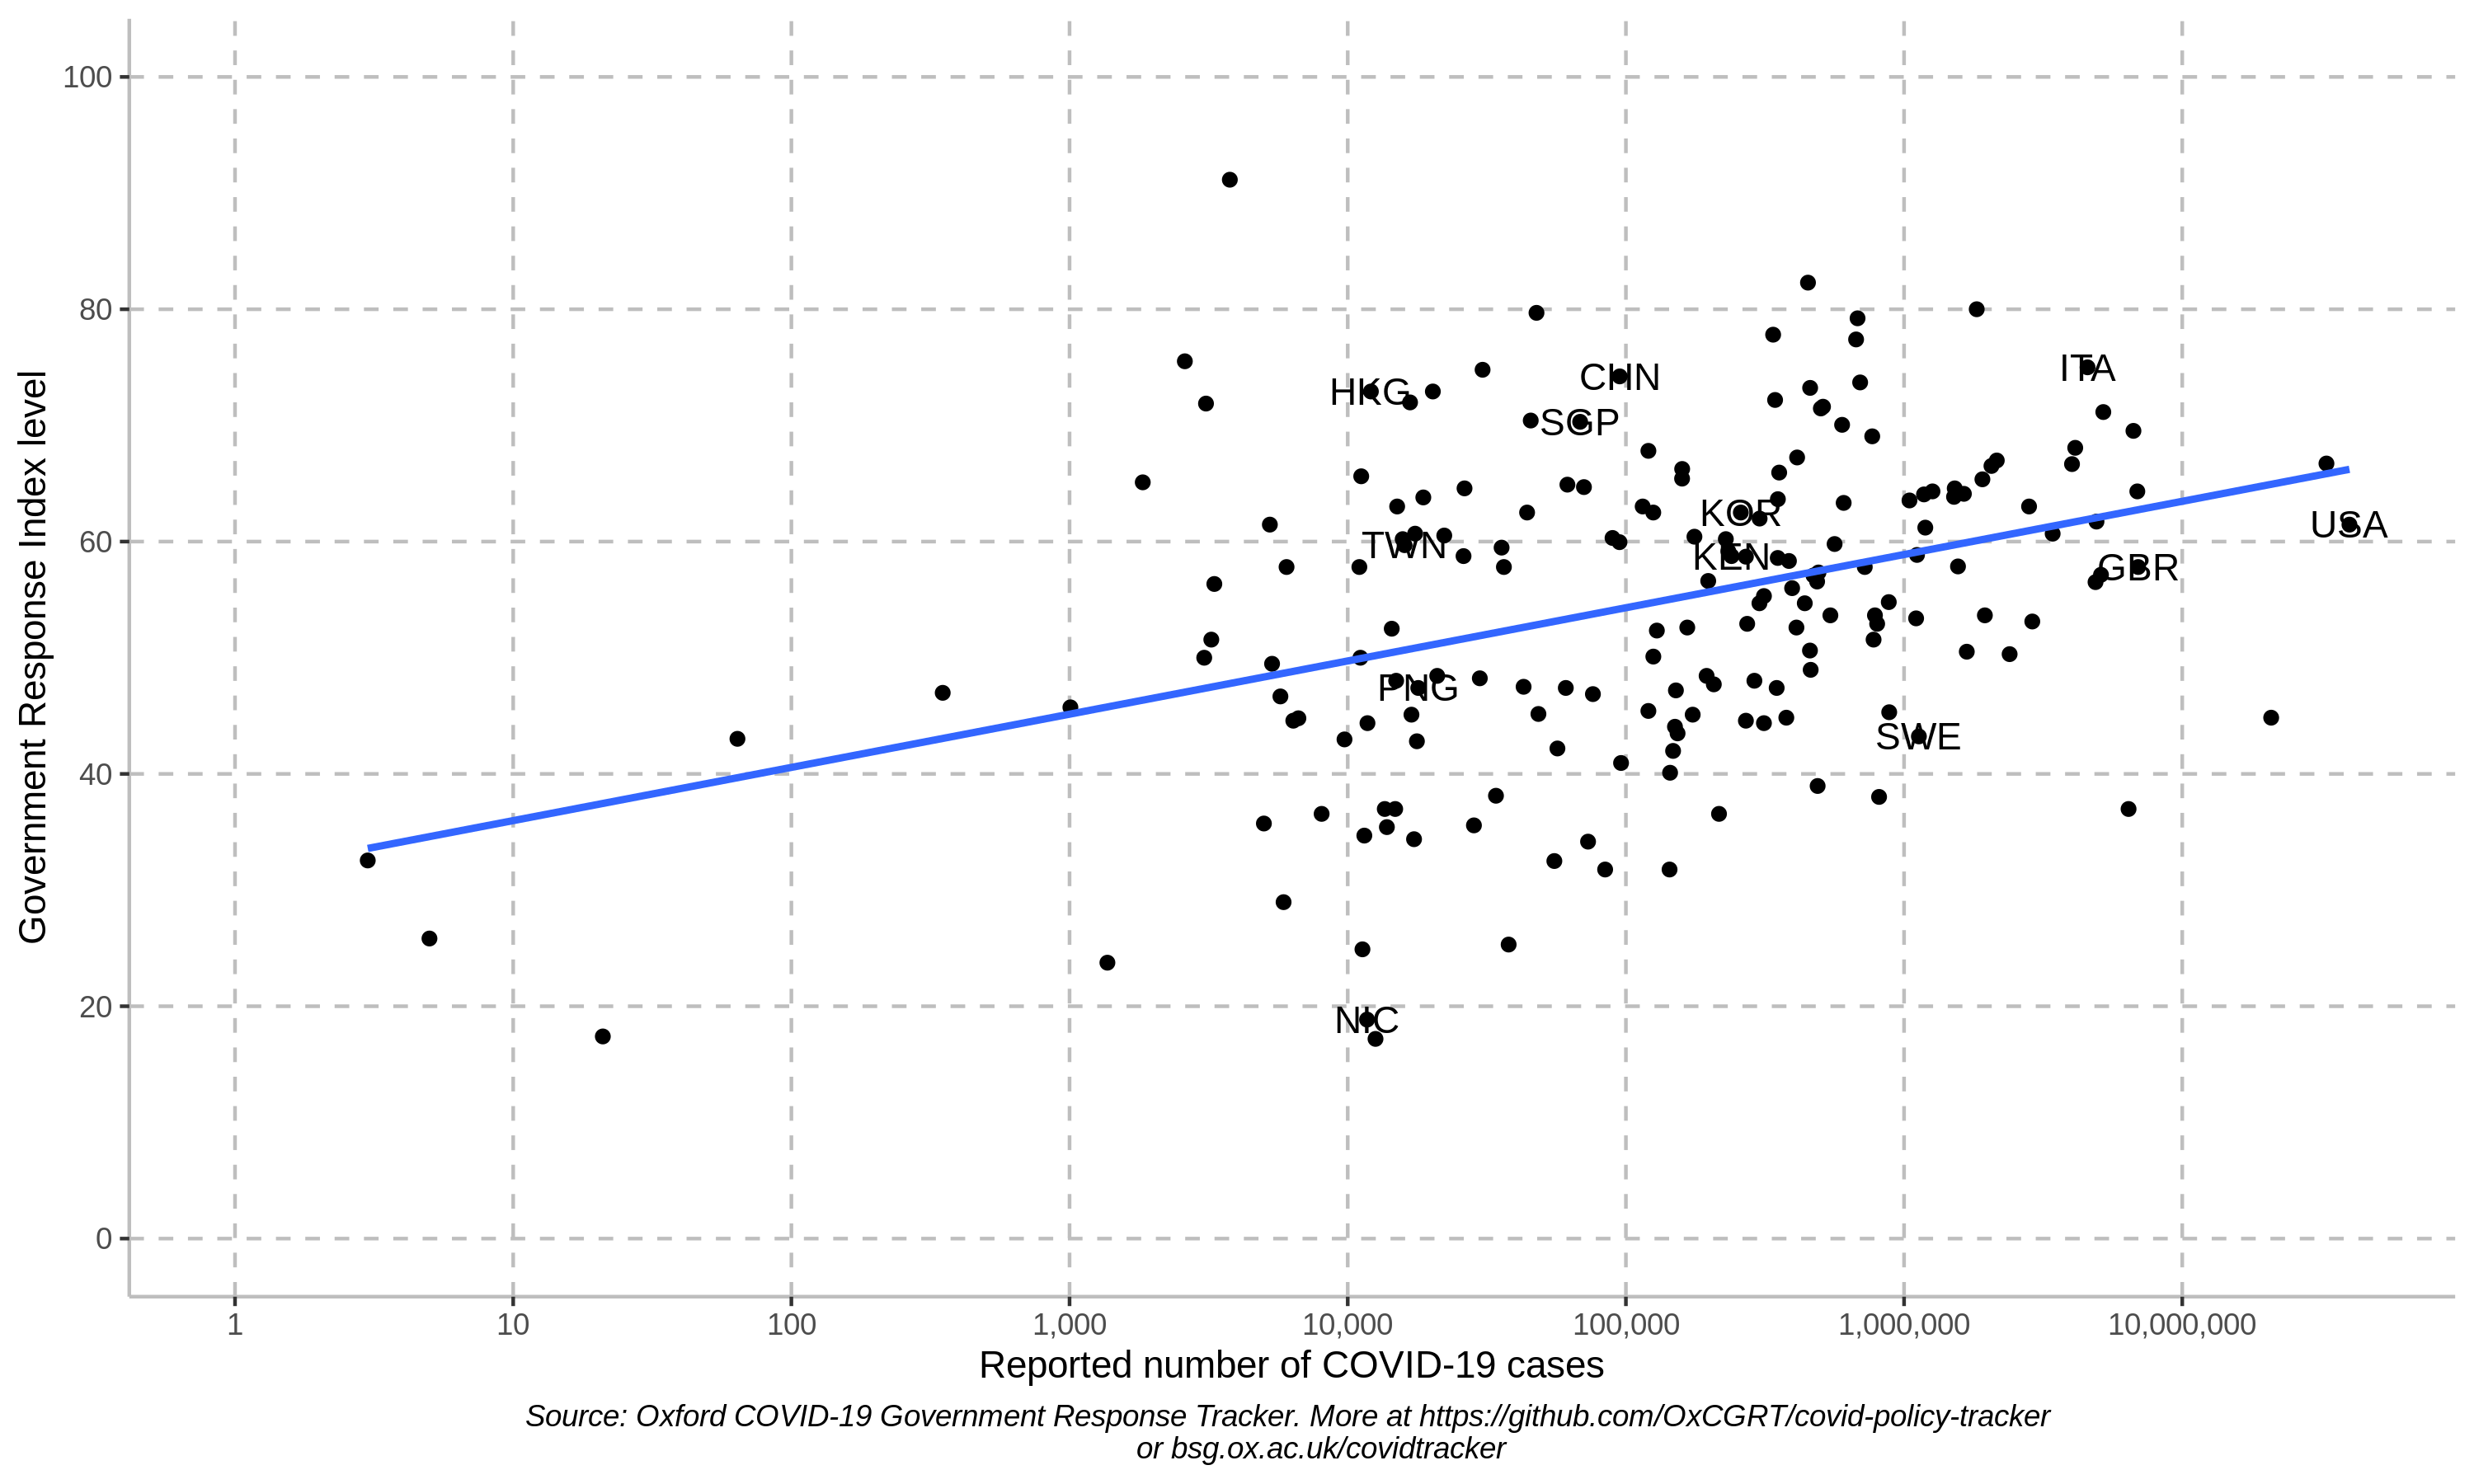 100
80
60
40
20
0
Government Response Index level
HKG
CHN
ITA
SGP
KOR
USA
TWN
KEN
GBR
PNG
SWE
NIC
1
10
100
1,000
10,000
100,000
1,000,000
10,000,000
Reported number of COVID-19 cases
Source: Oxford COVID-19 Government Response Tracker. More at https://github.com/OxCGRT/covid-policy-tracker
or bsg.ox.ac.uk/covidtracker